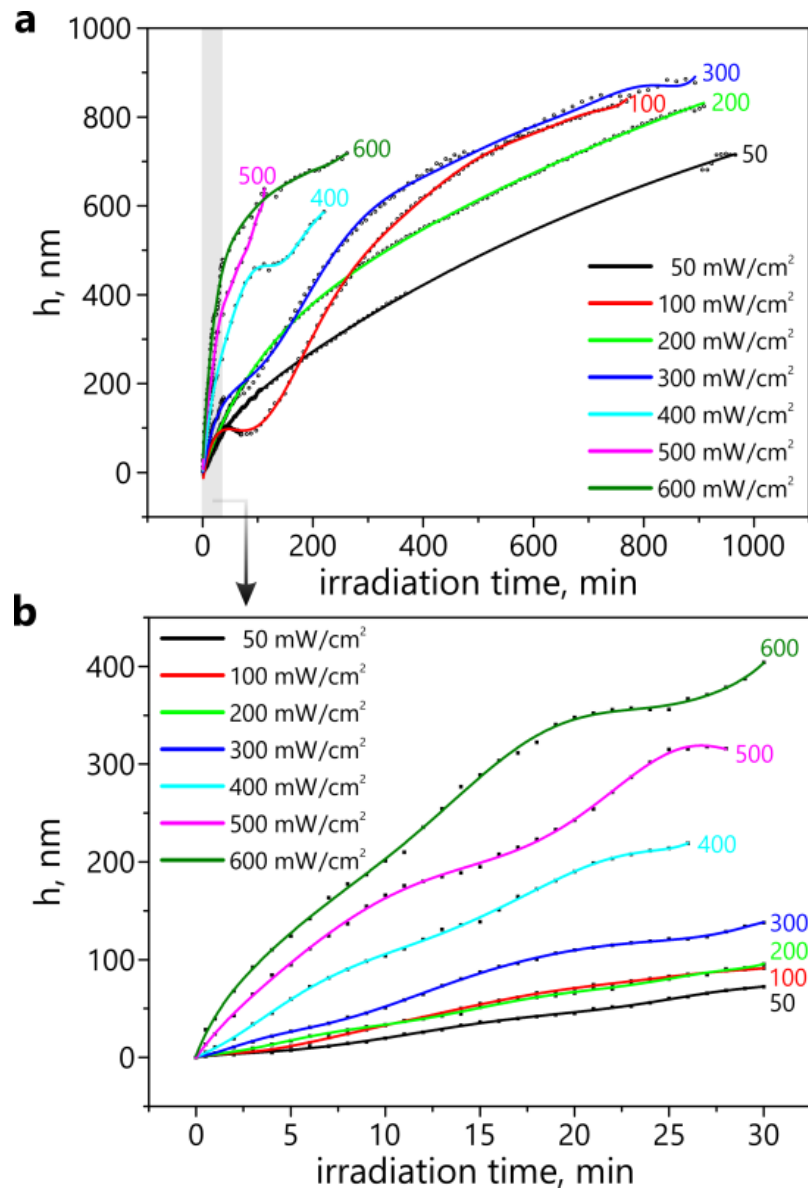 a
1000
800
600
400
200
0
h, nm
500
600
400
300
100
200
50
50 mW/cm²
100 mW/cm²
200 mW/cm²
300 mW/cm²
400 mW/cm²
500 mW/cm²
600 mW/cm²
0 200 400 600 800 1000
irradiation time, min
b
400
300
200
100
0
h, nm
50 mW/cm²
100 mW/cm²
200 mW/cm²
300 mW/cm²
400 mW/cm²
500 mW/cm²
600 mW/cm²
600
500
400
300
200
100
50
0 5 10 15 20 25 30
irradiation time, min